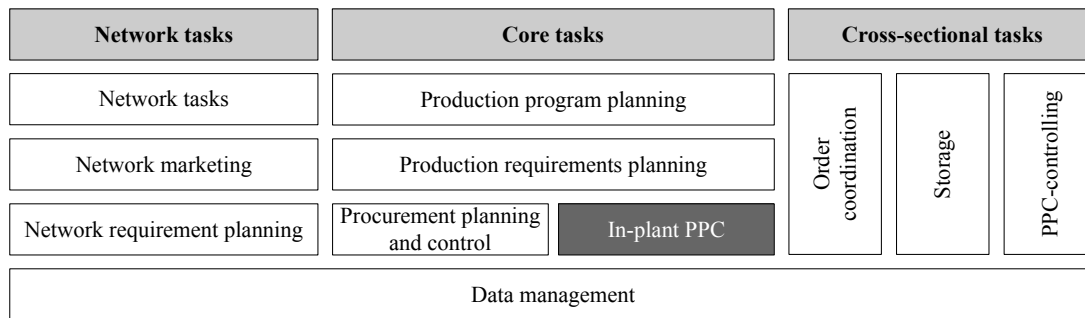 Network tasks
Core tasks
Cross-sectional tasks
Network tasks
Production program planning
Order
coordination
Storage
PPC-controlling
Network marketing
Production requirements planning
Network requirement planning
Procurement planning
and control
In-plant PPC
Data management